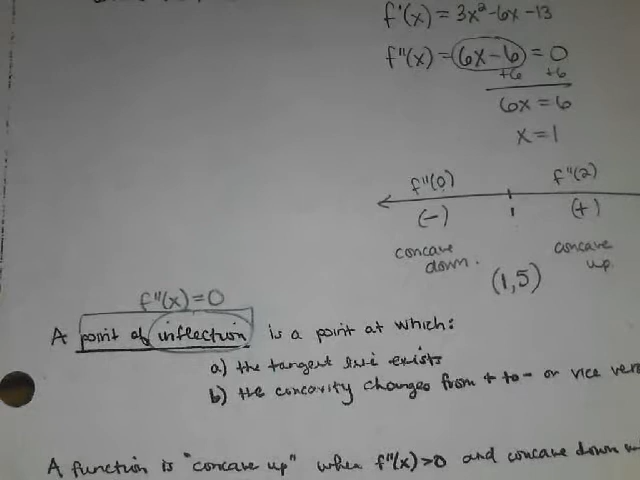 f'(x) = 3x²-6x-13
f''(x) = 6x-6 = 0
+6 +6
6x = 6
x = 1
f''(0) f''(2)
(-) 1 (+)
concave down. concave up.
(1,5)
f''(x) = 0
A point of inflection is a point at which:
a) the tangent line exists
b) the concavity changes from + to - or vice ver
A function is "concave up" when f''(x) > 0 and concave down w